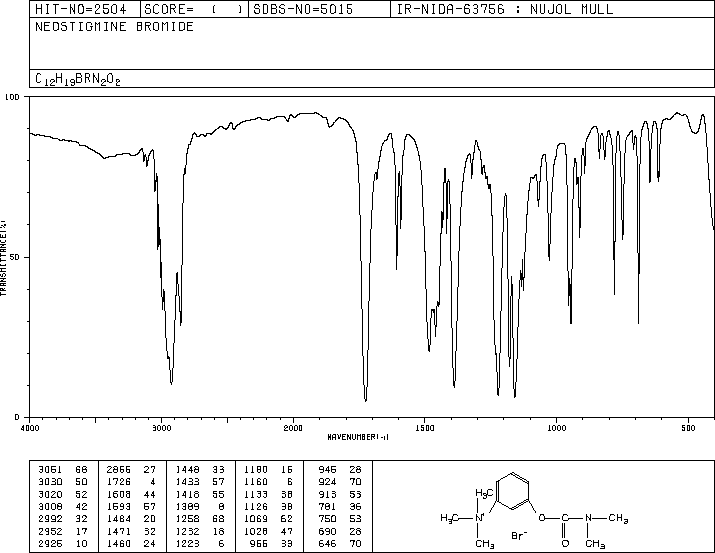 HIT-NO=2504 SCORE= ( ) SDBS-NO=5015 IR-NIDA-63756 : NUJOL MULL
NEOSTIGMINE BROMIDE
C12H19BRN2O2
100
50
0
TRANSMITTANCE(%)
4000 3000 2000 1500 1000 500
WAVENUMBER(-1)
3061 66 2866 27 1448 33 1180 15 946 28
3030 50 1726 4 1433 57 1160 6 924 70
3020 52 1608 44 1418 55 1133 38 913 53
3008 42 1593 57 1389 8 1126 38 781 36
2992 32 1484 20 1258 68 1069 62 750 53
2952 17 1471 32 1232 18 1028 47 690 28
2925 10 1460 24 1223 6 955 33 646 70
H3C
H3C N+ O C N CH3
CH3 Br- O CH3